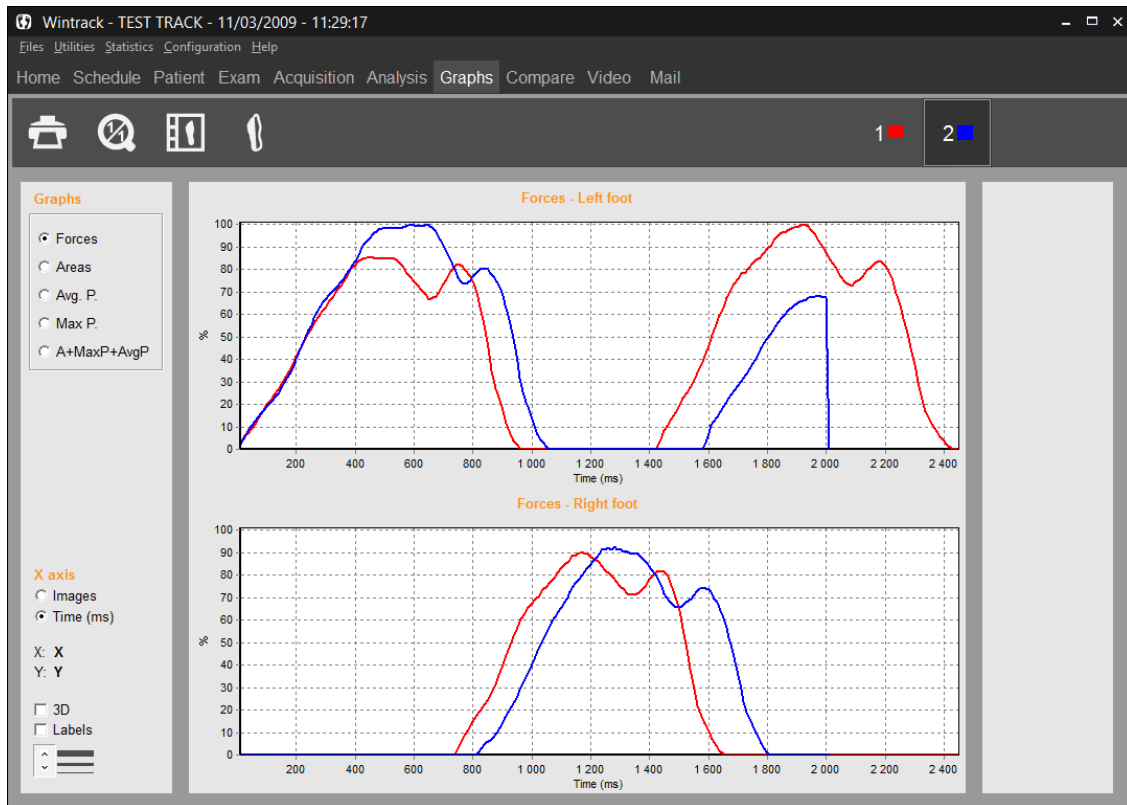 Wintrack - TEST TRACK - 11/03/2009 - 11:29:17
Files Utilities Statistics Configuration Help
Home Schedule Patient Exam Acquisition Analysis Graphs Compare Video Mail
1/1
1 2
Graphs
Forces
Areas
Avg. P.
Max P.
A+MaxP+AvgP
X axis
Images
Time (ms)
X: X
Y: Y
3D
Labels
Forces - Left foot
100
90
80
70
60
50
40
30
20
10
0
%
200 400 600 800 1 000 1 200 1 400 1 600 1 800 2 000 2 200 2 400
Time (ms)
Forces - Right foot
100
90
80
70
60
50
40
30
20
10
0
%
200 400 600 800 1 000 1 200 1 400 1 600 1 800 2 000 2 200 2 400
Time (ms)